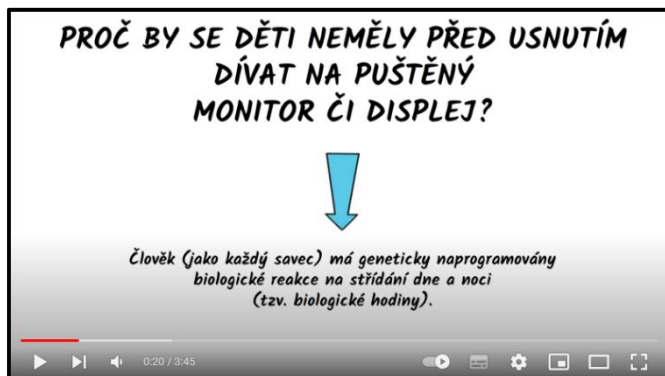 PROČ BY SE DĚTI NEMĚLY PŘED USNUTÍM
DÍVAT NA PUŠTĚNÝ
MONITOR ČI DISPLEJ?
Člověk (jako každý savec) má geneticky naprogramovány
biologické reakce na střídání dne a noci
(tzv. biologické hodiny).
0:20 / 3:45